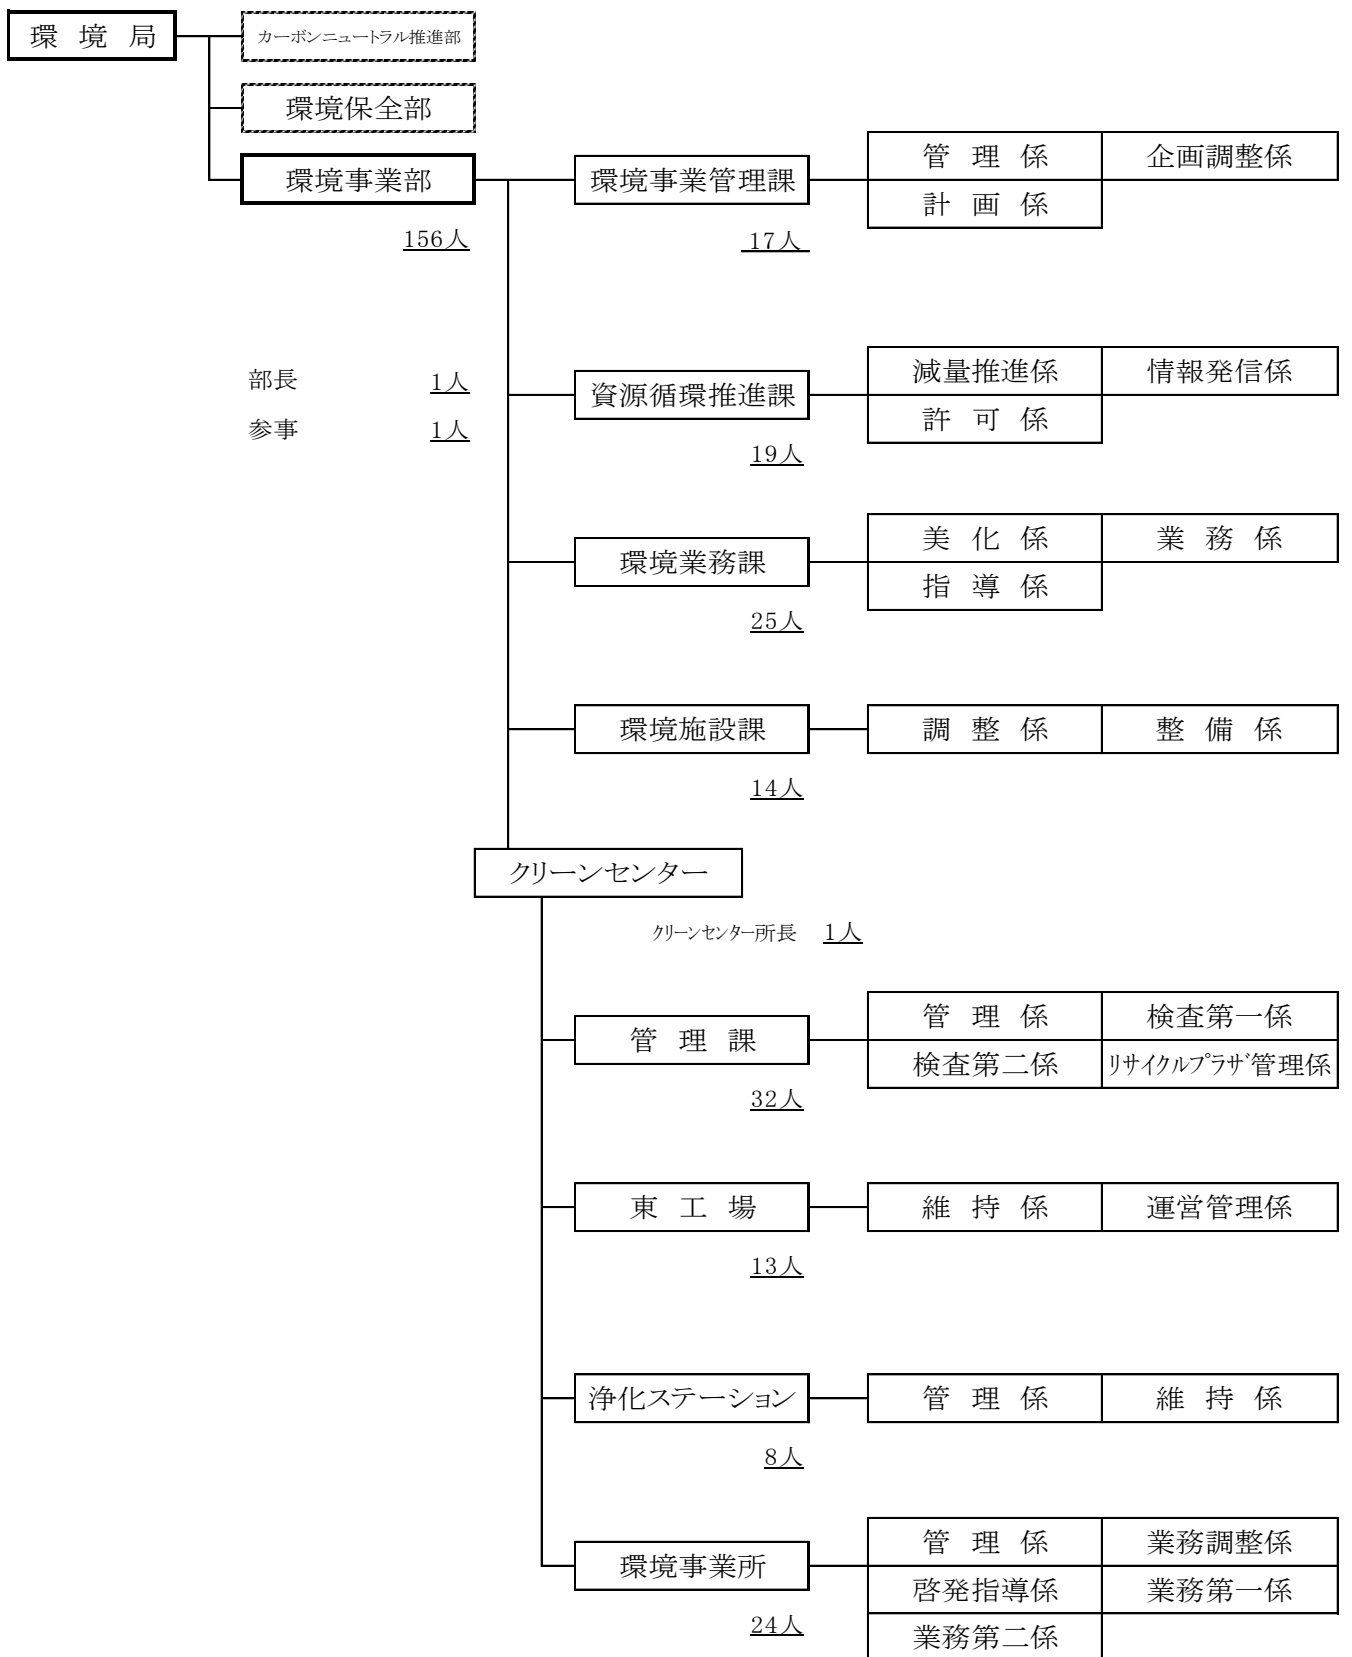 環 境 局
カーボンニュートラル推進部
環境保全部
環境事業部
156人
部長 1人
参事 1人
環境事業管理課
17人
管 理 係 企画調整係
計 画 係
資源循環推進課
19人
減量推進係 情報発信係
許 可 係
環境業務課
25人
美 化 係 業 務 係
指 導 係
環境施設課
14人
調 整 係 整 備 係
クリーンセンター
クリーンセンター所長 1人
管 理 課
32人
管 理 係 検査第一係
検査第二係 リサイクルプラザ管理係
東 工 場
13人
維 持 係 運営管理係
浄化ステーション
8人
管 理 係 維 持 係
環境事業所
24人
管 理 係 業務調整係
啓発指導係 業務第一係
業務第二係